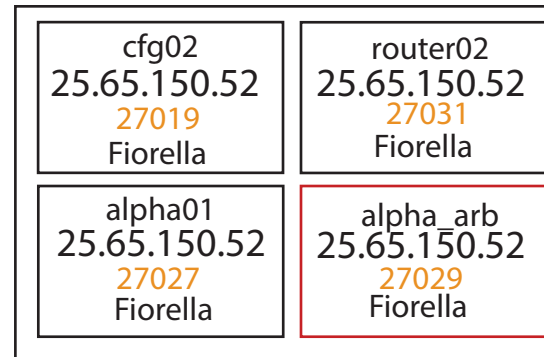 cfg02
25.65.150.52
27019
Fiorella
router02
25.65.150.52
27031
Fiorella
alpha01
25.65.150.52
27027
Fiorella
alpha_arb
25.65.150.52
27029
Fiorella